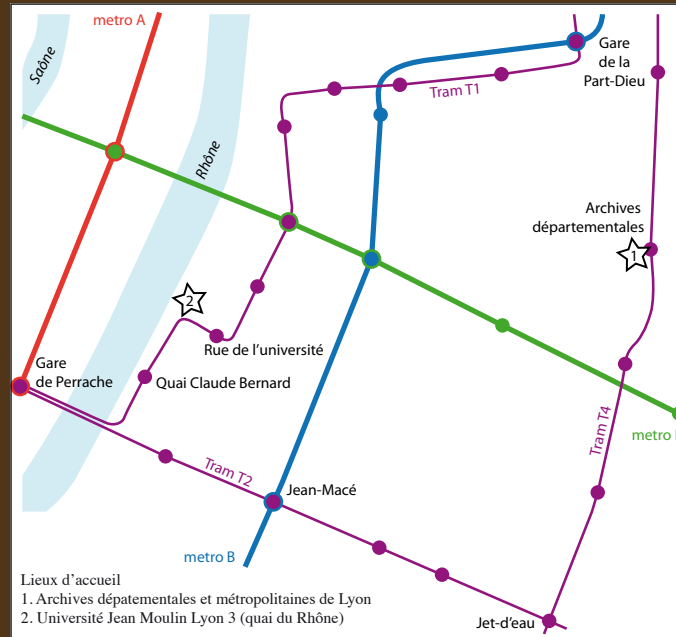 metro A
Saône
Rhône
Gare
de la
Part-Dieu
Tram T1
Archives
départementales
1
2
Rue de l'université
Gare
de Perrache
Quai Claude Bernard
metro
Tram T4
Tram T2
Jean-Macé
metro B
Lieux d'accueil
1. Archives dépatementales et métropolitaines de Lyon
2. Université Jean Moulin Lyon 3 (quai du Rhône)
Jet-d'eau